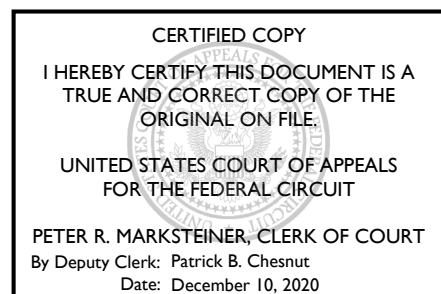 CERTIFIED COPY
I HEREBY CERTIFY THIS DOCUMENT IS A
TRUE AND CORRECT COPY OF THE
ORIGINAL ON FILE.
UNITED STATES COURT OF APPEALS
FOR THE FEDERAL CIRCUIT
PETER R. MARKSTEINER, CLERK OF COURT
By Deputy Clerk: Patrick B. Chesnut
Date: December 10, 2020